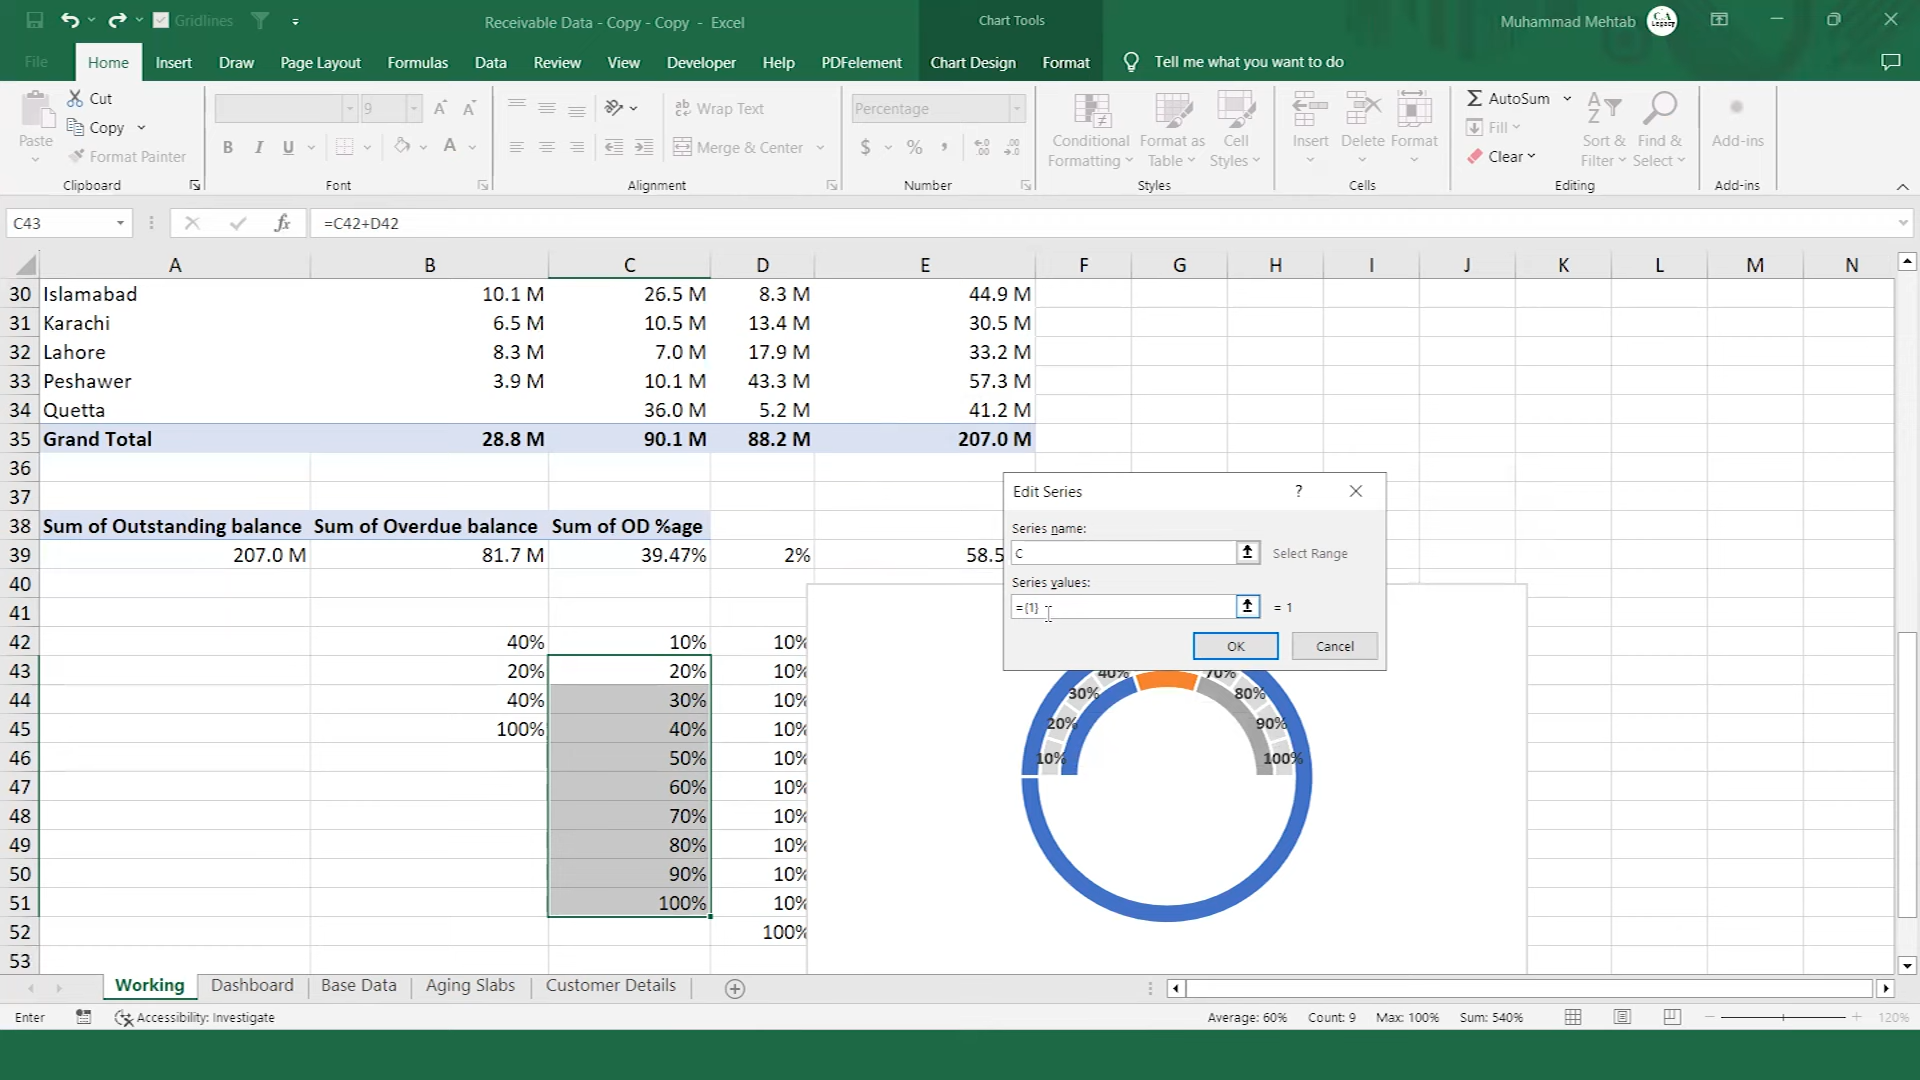 Gridlines
Receivable Data - Copy - Copy - Excel
Chart Tools
Muhammad Mehtab
CA
Legacy
File Home Insert Draw Page Layout Formulas Data Review View Developer Help PDFelement Chart Design Format Tell me what you want to do
Paste
Cut
Copy
Format Painter
Clipboard
9
B I U A
Font
ab Wrap Text
Merge & Center
Alignment
Percentage
$ % ,
Number
Conditional Formatting
Format as Table
Cell Styles
Styles
Insert Delete Format
Cells
AutoSum
Fill
Clear
Sort & Filter
Find & Select
Editing
Add-ins
Add-ins
C43 fx =C42+D42
A B C D E F G H I J K L M N
30 Islamabad 10.1 M 26.5 M 8.3 M 44.9 M
31 Karachi 6.5 M 10.5 M 13.4 M 30.5 M
32 Lahore 8.3 M 7.0 M 17.9 M 33.2 M
33 Peshawer 3.9 M 10.1 M 43.3 M 57.3 M
34 Quetta 36.0 M 5.2 M 41.2 M
35 Grand Total 28.8 M 90.1 M 88.2 M 207.0 M
36
37
38 Sum of Outstanding balance Sum of Overdue balance Sum of OD %age
39 207.0 M 81.7 M 39.47% 2% 58.5
40
41
42 40% 10% 10%
43 20% 20% 10%
44 40% 30% 10%
45 100% 40% 10%
46 50% 10%
47 60% 10%
48 70% 10%
49 80% 10%
50 90% 10%
51 100% 10%
52 100%
53
Edit Series ?
Series name:
C Select Range
Series values:
={1} = 1
OK Cancel
40% 70%
30% 80%
20% 90%
10% 100%
Working Dashboard Base Data Aging Slabs Customer Details
Enter Accessibility: Investigate Average: 60% Count: 9 Max: 100% Sum: 540% 120%